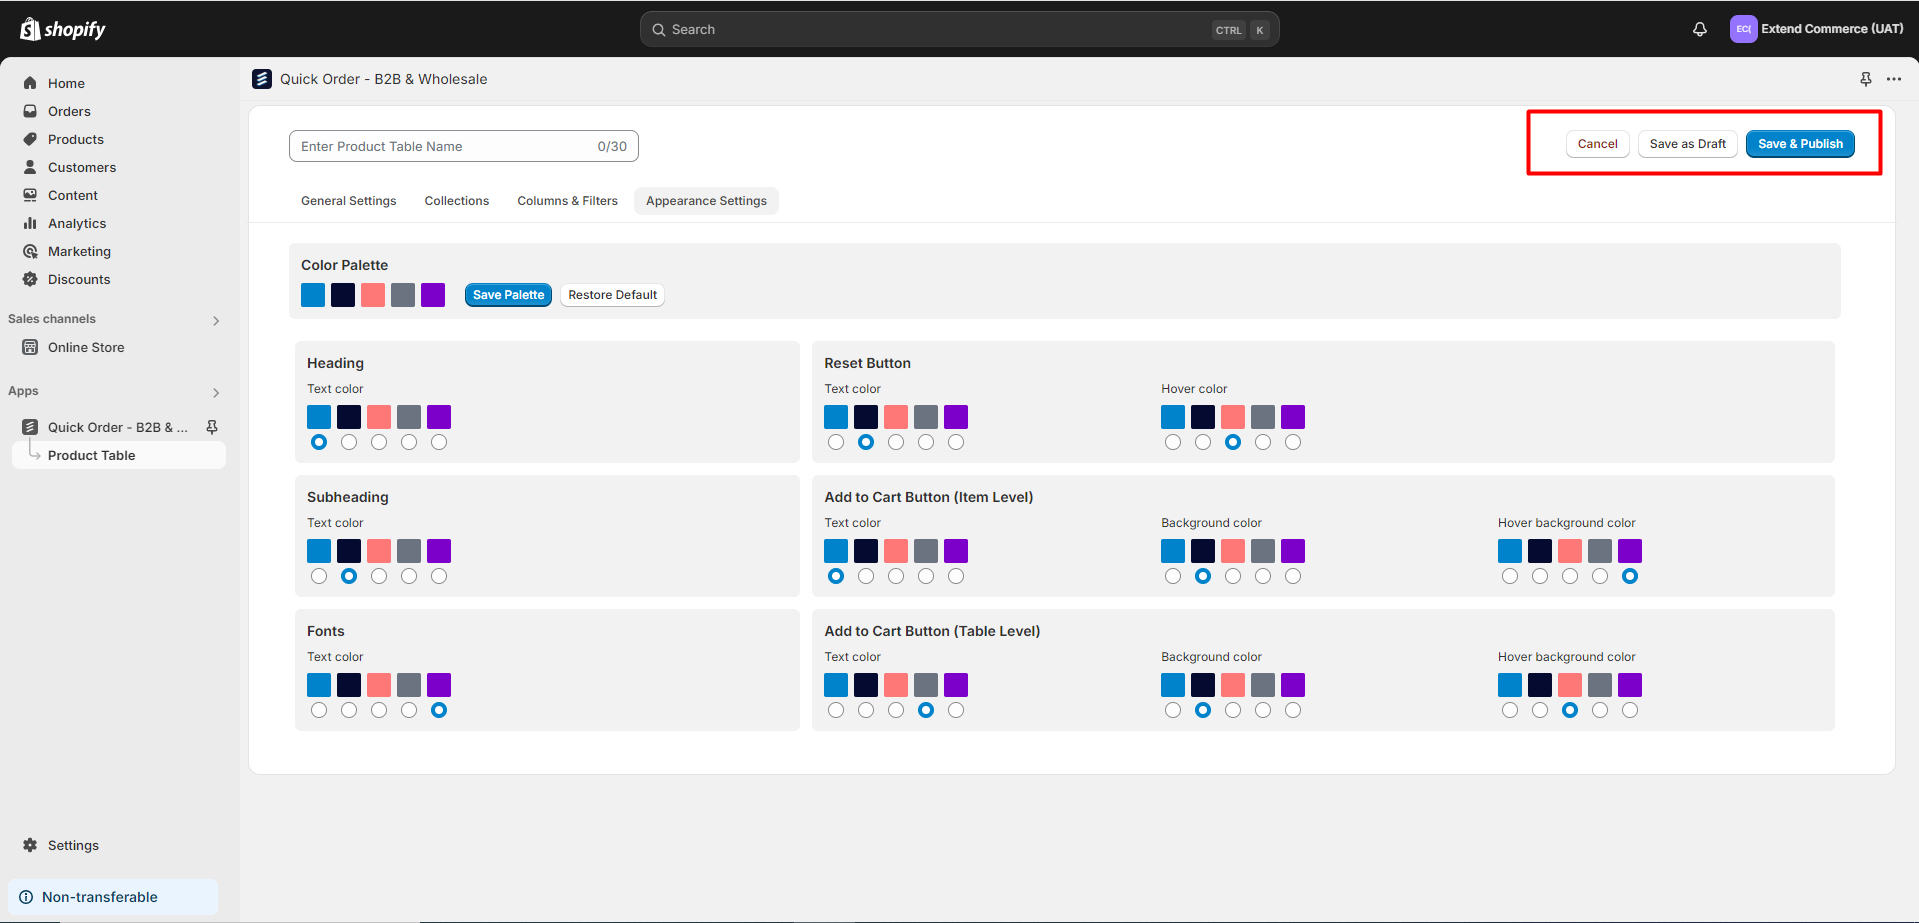 shopify
Search
CTRL K
EC(
Extend Commerce (UAT)
Home
Orders
Products
Customers
Content
Analytics
Marketing
Discounts
Sales channels
Online Store
Apps
Quick Order - B2B & ...
Product Table
Settings
Non-transferable
Quick Order - B2B & Wholesale
Enter Product Table Name 0/30
Cancel Save as Draft Save & Publish
General Settings Collections Columns & Filters Appearance Settings
Color Palette
Save Palette Restore Default
Heading
Text color
Reset Button
Text color Hover color
Subheading
Text color
Add to Cart Button (Item Level)
Text color Background color Hover background color
Fonts
Text color
Add to Cart Button (Table Level)
Text color Background color Hover background color